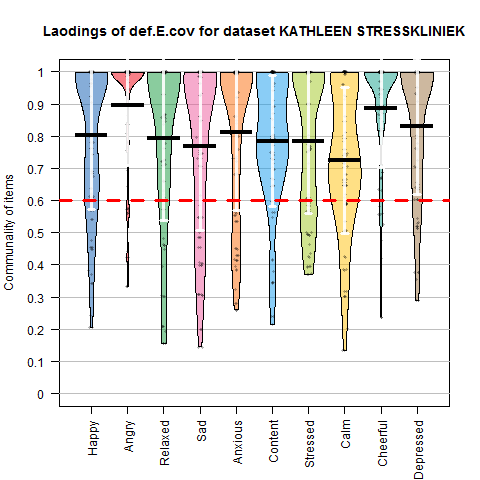 Laodings of def.E.cov for dataset KATHLEEN STRESSKLINIEK
Communality of items
1
0.9
0.8
0.7
0.6
0.5
0.4
0.3
0.2
0.1
0
Happy
Angry
Relaxed
Sad
Anxious
Content
Stressed
Calm
Cheerful
Depressed